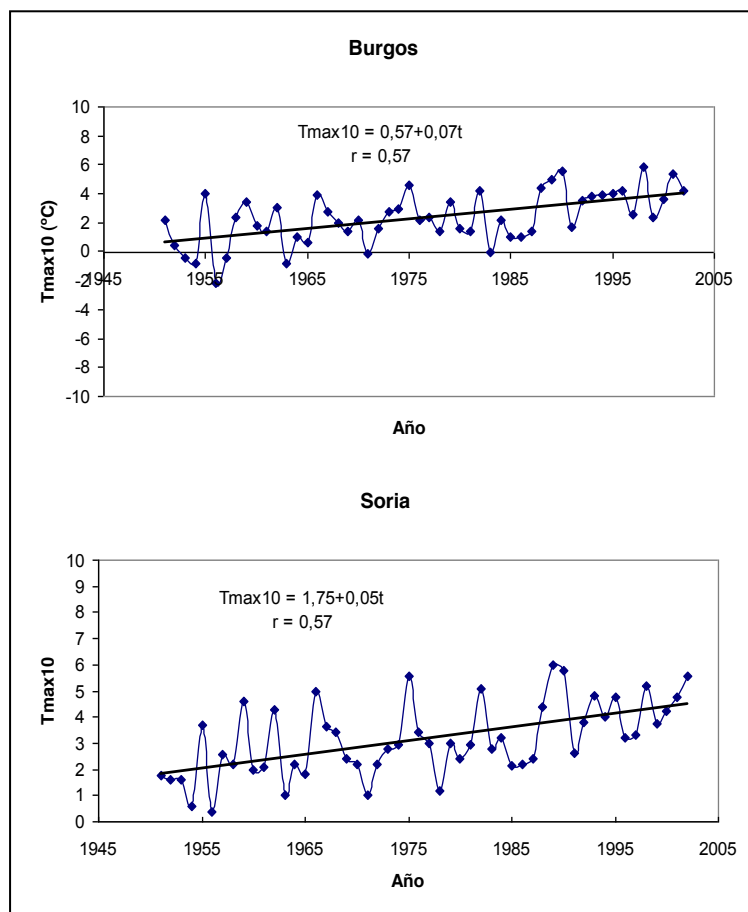 Burgos
Tmax10 = 0,57+0,07t
r = 0,57
10
8
6
4
2
0
-2
-4
-6
-8
-10
1945 1955 1965 1975 1985 1995 2005
Tmax10 (°C)
Año
Soria
Tmax10 = 1,75+0,05t
r = 0,57
10
9
8
7
6
5
4
3
2
1
0
1945 1955 1965 1975 1985 1995 2005
Tmax10
Año